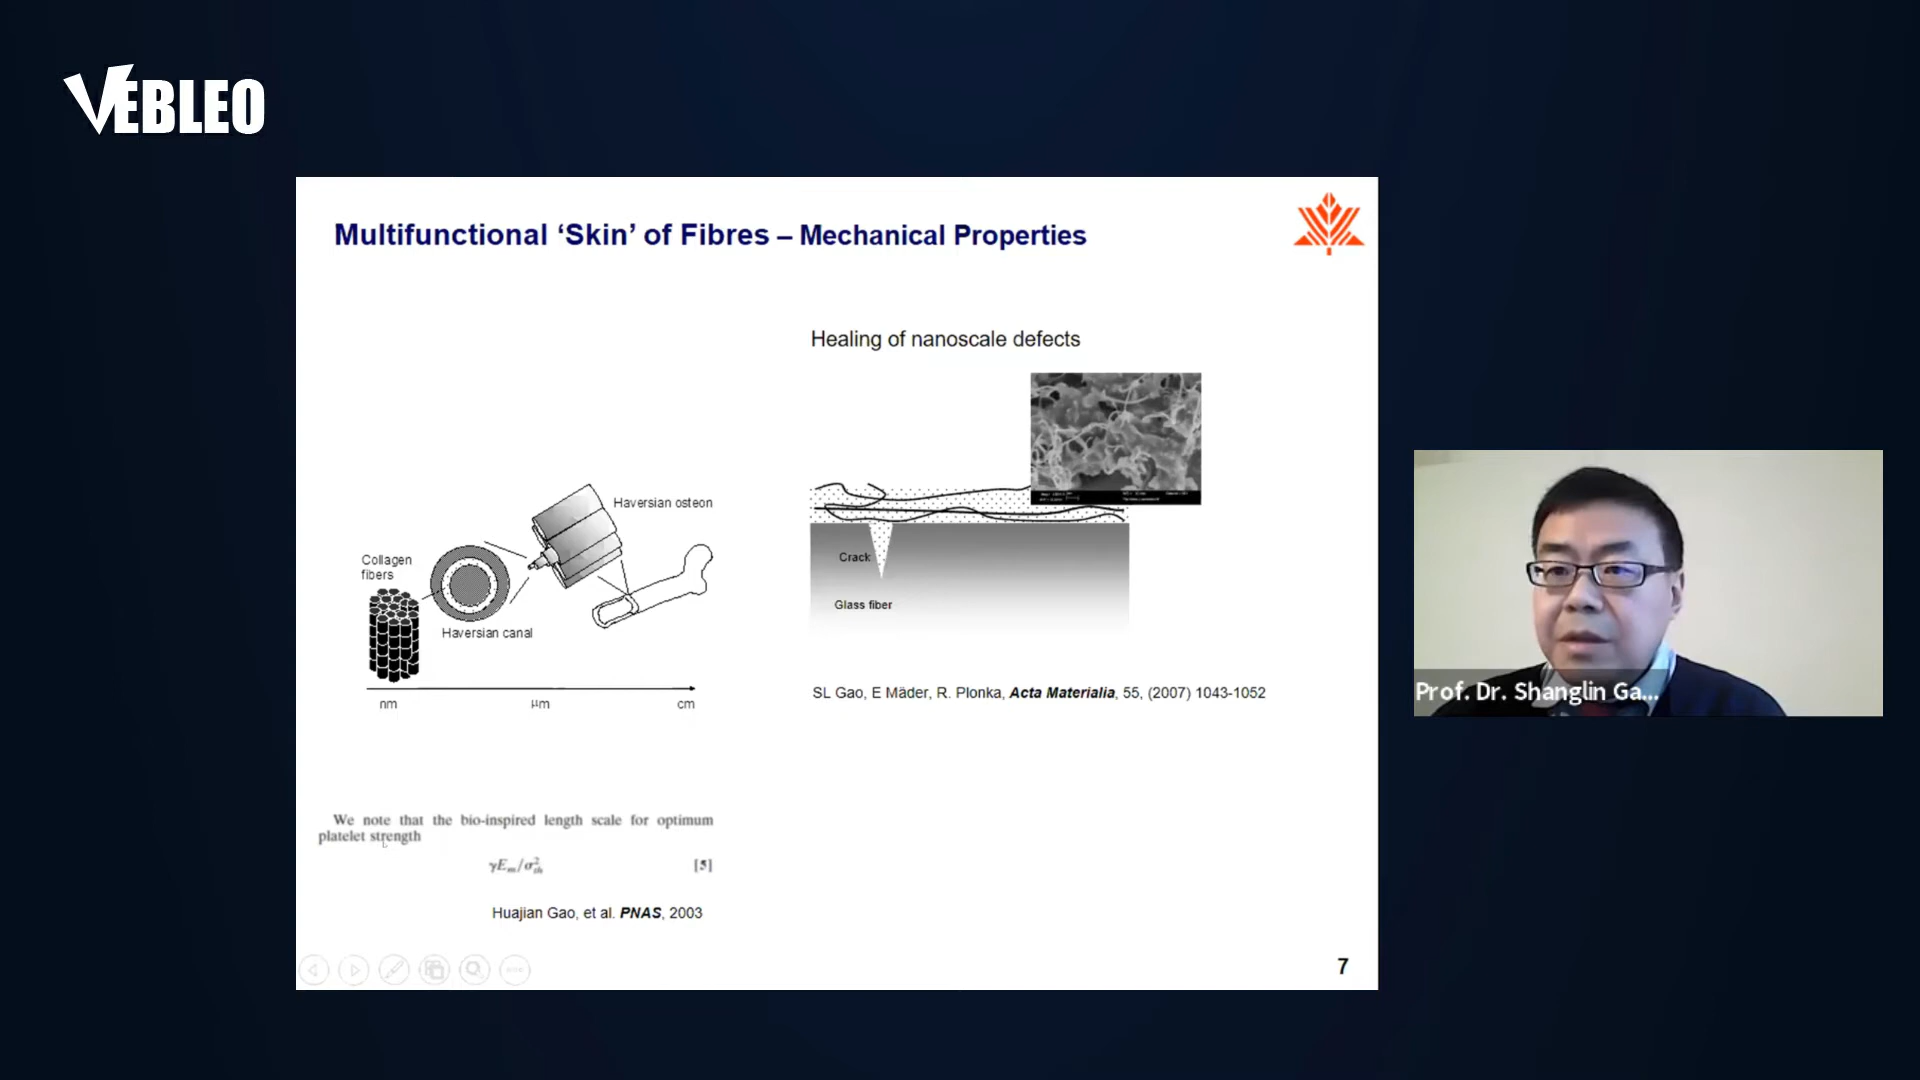 VEBLEO
Multifunctional ‘Skin’ of Fibres – Mechanical Properties
Healing of nanoscale defects
Haversian osteon
Collagen
fibers
Haversian canal
nm
μm
cm
Crack
Glass fiber
SL Gao, E Mäder, R. Plonka, Acta Materialia, 55, (2007) 1043-1052
We note that the bio-inspired length scale for optimum
platelet strength
γEm/σ²th [5]
Huajian Gao, et al. PNAS, 2003
7
Prof. Dr. Shanglin Ga...